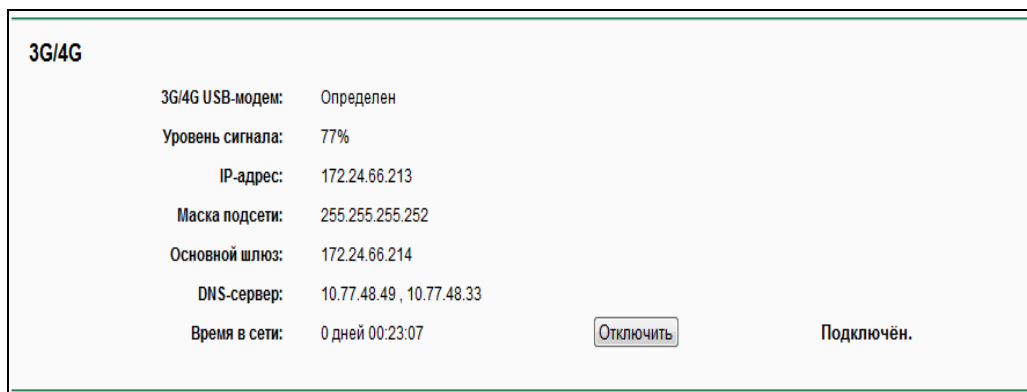 3G/4G
3G/4G USB-модем: Определен
Уровень сигнала: 77%
IP-адрес: 172.24.66.213
Маска подсети: 255.255.255.252
Основной шлюз: 172.24.66.214
DNS-сервер: 10.77.48.49 , 10.77.48.33
Время в сети: 0 дней 00:23:07 Отключить Подключён.